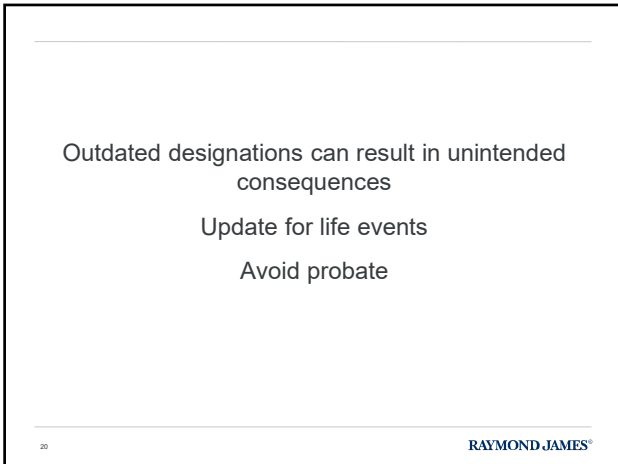 Outdated designations can result in unintended
consequences
Update for life events
Avoid probate
20
RAYMOND JAMES®